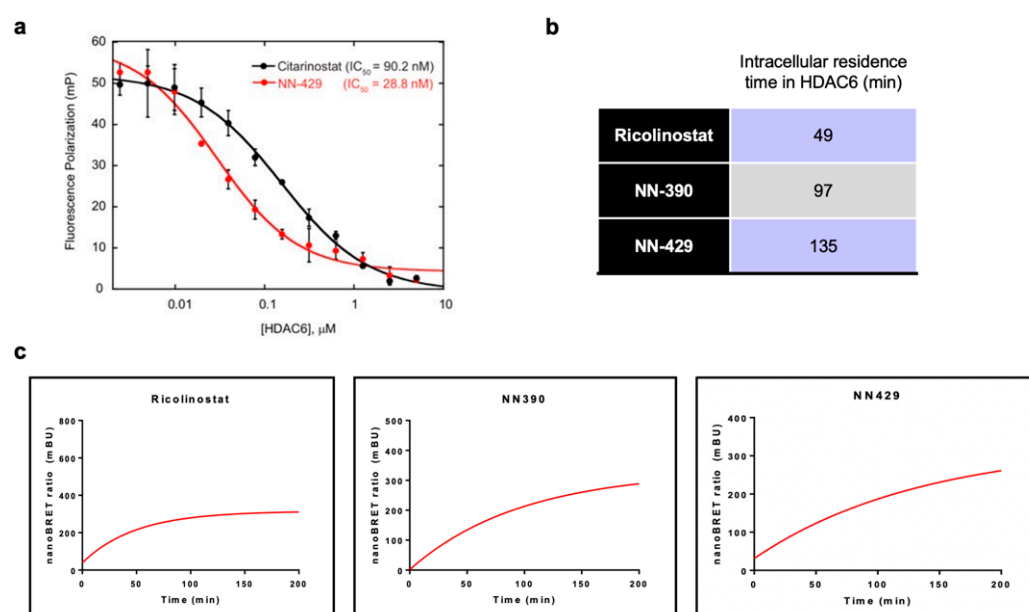 a
60
50
40
30
20
10
0
Fluorescence Polarization (mP)
Citarinostat (IC50 = 90.2 nM)
NN-429 (IC50 = 28.8 nM)
0.01
0.1
1
10
[HDAC6], μM
b
Intracellular residence
time in HDAC6 (min)
Ricolinostat
49
NN-390
97
NN-429
135
c
Ricolinostat
nanoBRET ratio (mBU)
800
600
400
200
0
0
50
100
150
200
Time (min)
NN390
nanoBRET ratio (mBU)
500
400
300
200
100
0
0
50
100
150
200
Time (min)
NN429
nanoBRET ratio (mBU)
400
300
200
100
0
0
50
100
150
200
Time (min)